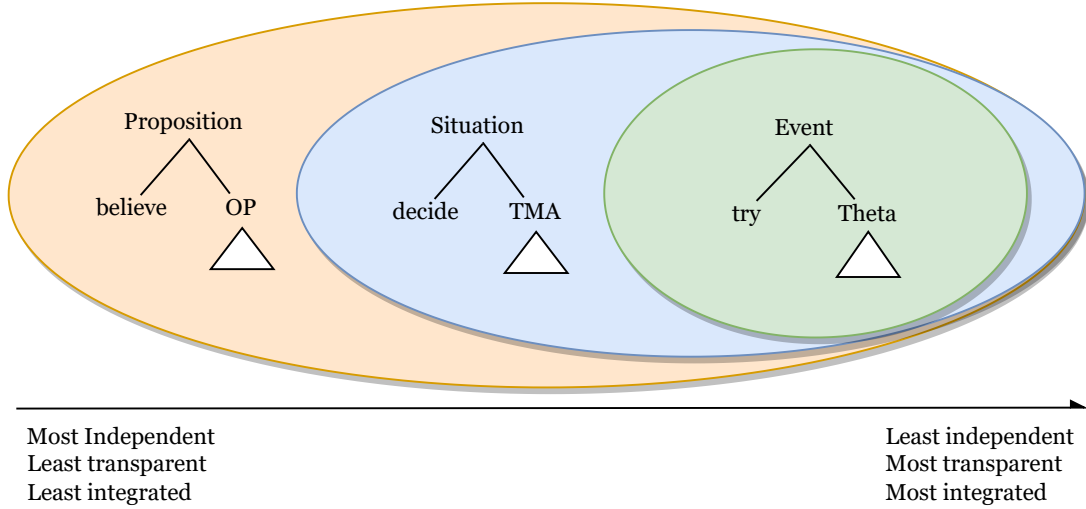 Proposition
believe OP
Situation
decide TMA
Event
try Theta
Most Independent
Least transparent
Least integrated
Least independent
Most transparent
Most integrated